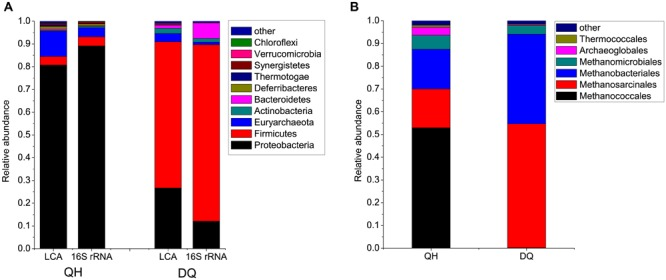 A
Relative abundance
1.0
0.9
0.8
0.7
0.6
0.5
0.4
0.3
0.2
0.1
0.0
LCA 16S rRNA LCA 16S rRNA
QH DQ
other
Chloroflexi
Verrucomicrobia
Synergistetes
Thermotogae
Deferribacteres
Bacteroidetes
Actinobacteria
Euryarchaeota
Firmicutes
Proteobacteria
B
Relative abundance
1.0
0.9
0.8
0.7
0.6
0.5
0.4
0.3
0.2
0.1
0.0
QH DQ
other
Thermococcales
Archaeoglobales
Methanomicrobiales
Methanobacteriales
Methanosarcinales
Methanococcales